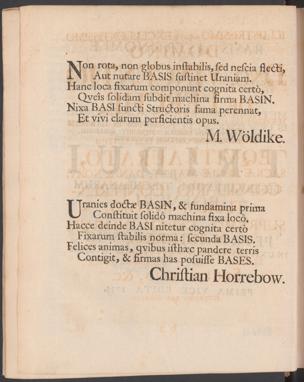 Non rota, non globus instabilis, sed nescia flecti,
Aut nutare BASIS sustinet Uraniam.
Hanc loca fixarum componunt cognita certò,
Qvêis solidam subdit machina firma BASIN.
Nixa BASI functi structoris fama perennat,
Et vivi clarum perficientis opus.
M. Wöldike.
Uranies doctæ BASIN, & fundamina prima
Constituit solidò machina fixa locò,
Hacce deinde BASI nitetur cognita certò
Fixarum stabilis norma: secunda BASIS.
Felices animas, qvibus isthæc pandere terris
Contigit, & firmas has posuisse BASES.
Christian Horrebow.